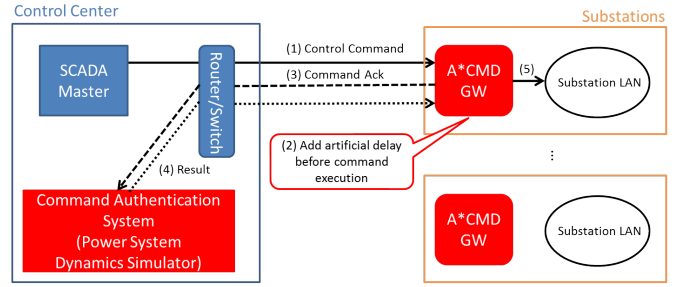 Control Center
Substations
SCADA
Master
Router/Switch
(1) Control Command
(3) Command Ack
A*CMD
GW
(5)
Substation LAN
(2) Add artificial delay
before command
execution
(4) Result
...
Command Authentication
System
(Power System
Dynamics Simulator)
A*CMD
GW
Substation LAN